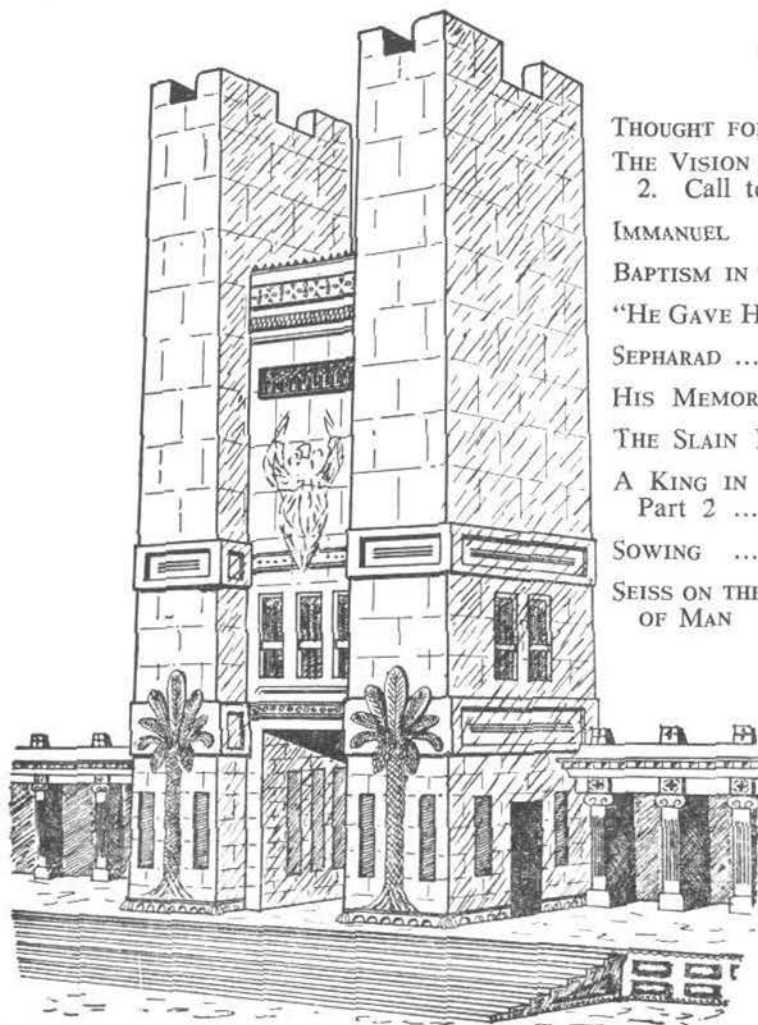 THOUGHT FO
THE VISION
2. Call t
IMMANUEL
BAPTISM IN
"HE GAVE H
SEPHARAD ...
HIS MEMOR
THE SLAIN
A KING IN
Part 2 ...
SOWING ...
SEISS ON THE
OF MAN